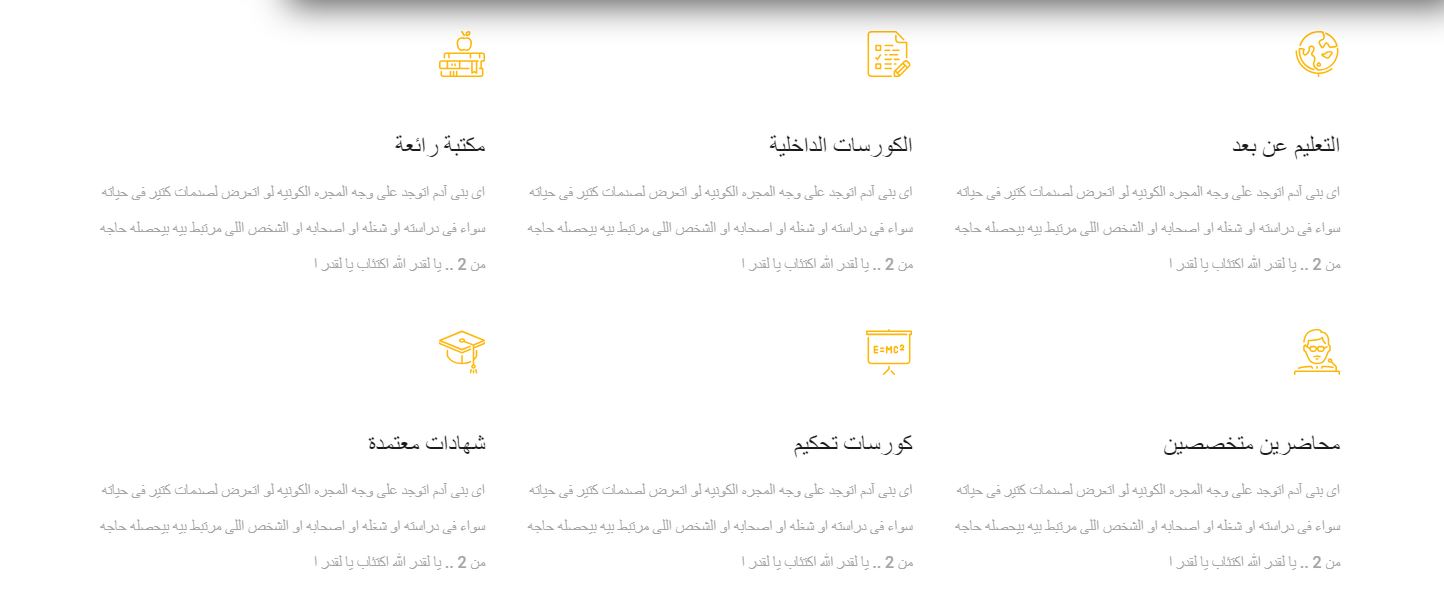 التعليم عن بعد
اى بنى آدم اتوجد على وجه المجره الكونيه لو اتعرض لصدمات كتير فى حياته
سواء فى دراسته او شغله او اصحابه او الشخص اللى مرتبط بيه بيحصله حاجه
من 2 .. يا لقدر الله اكتئاب يا لقدر ا
الكورسات الداخلية
اى بنى آدم اتوجد على وجه المجره الكونيه لو اتعرض لصدمات كتير فى حياته
سواء فى دراسته او شغله او اصحابه او الشخص اللى مرتبط بيه بيحصله حاجه
من 2 .. يا لقدر الله اكتئاب يا لقدر ا
مكتبة رائعة
اى بنى آدم اتوجد على وجه المجره الكونيه لو اتعرض لصدمات كتير فى حياته
سواء فى دراسته او شغله او اصحابه او الشخص اللى مرتبط بيه بيحصله حاجه
من 2 .. يا لقدر الله اكتئاب يا لقدر ا
محاضرين متخصصين
اى بنى آدم اتوجد على وجه المجره الكونيه لو اتعرض لصدمات كتير فى حياته
سواء فى دراسته او شغله او اصحابه او الشخص اللى مرتبط بيه بيحصله حاجه
من 2 .. يا لقدر الله اكتئاب يا لقدر ا
E=MC²
كورسات تحكيم
اى بنى آدم اتوجد على وجه المجره الكونيه لو اتعرض لصدمات كتير فى حياته
سواء فى دراسته او شغله او اصحابه او الشخص اللى مرتبط بيه بيحصله حاجه
من 2 .. يا لقدر الله اكتئاب يا لقدر ا
شهادات معتمدة
اى بنى آدم اتوجد على وجه المجره الكونيه لو اتعرض لصدمات كتير فى حياته
سواء فى دراسته او شغله او اصحابه او الشخص اللى مرتبط بيه بيحصله حاجه
من 2 .. يا لقدر الله اكتئاب يا لقدر ا